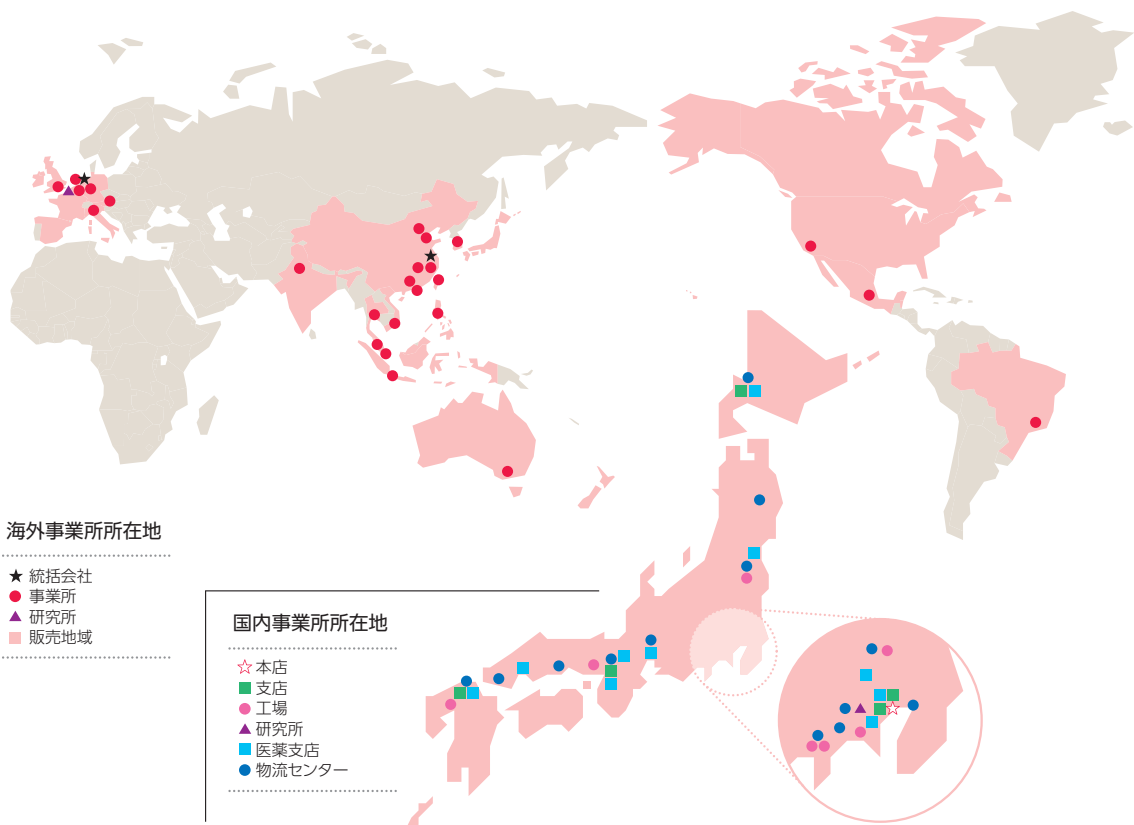 海外事業所所在地
統括会社
事業所
研究所
販売地域
国内事業所所在地
本店
支店
工場
研究所
医薬支店
物流センター